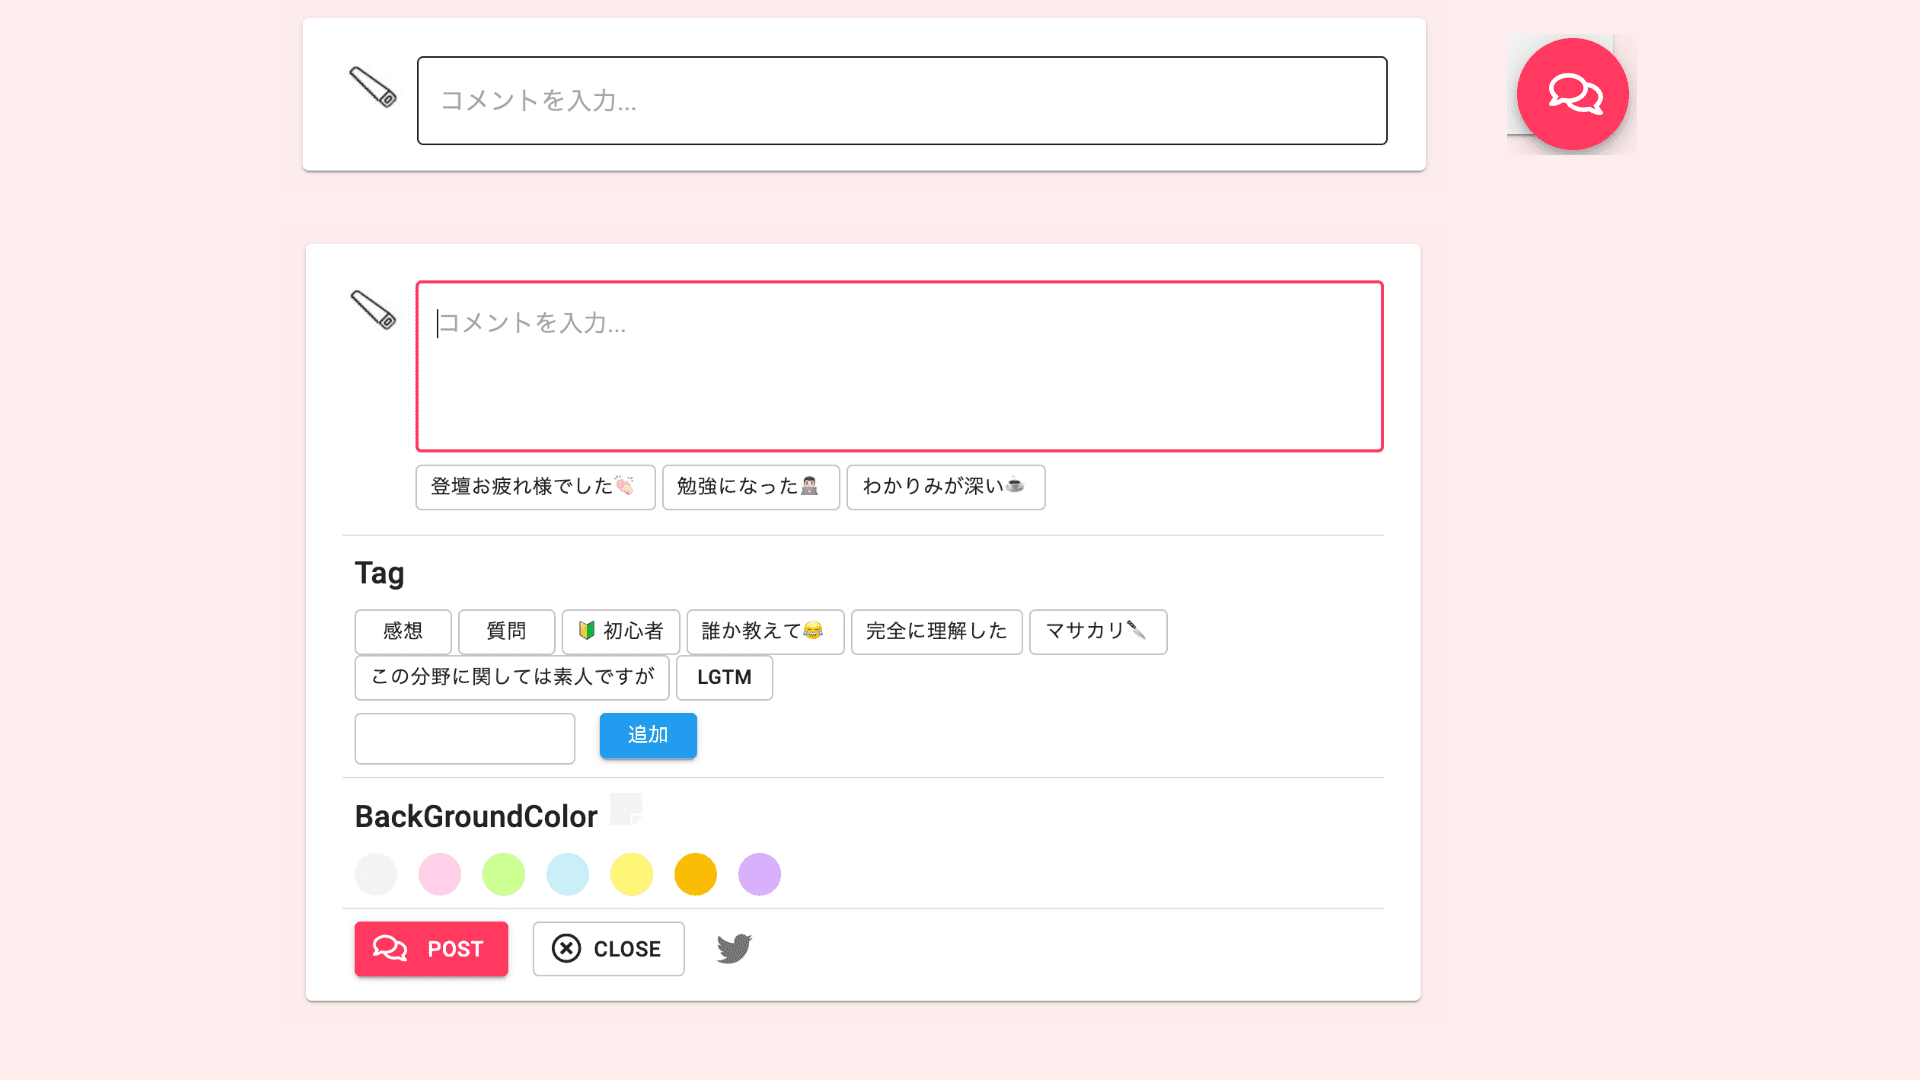 コメントを入力...
コメントを入力...
登壇お疲れ様でした👏🏻 勉強になった👨🏻‍💻 わかりみが深い☕
Tag
感想 質問 🔰 初心者 誰か教えて😂 完全に理解した マサカリ🔪
この分野に関しては素人ですが LGTM
追加
BackGroundColor
POST CLOSE